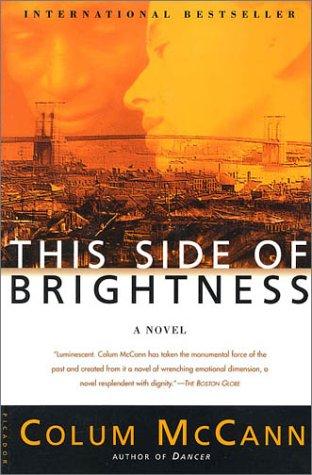 INTERNATIONAL BESTSELLER
THIS SIDE OF
BRIGHTNESS
A NOVEL
"Luminescent. Colum McCann has taken the monumental force of the
past and created from it a novel of wrenching emotional dimension, a
novel resplendent with dignity."—THE BOSTON GLOBE
PICADOR
COLUM MCCANN
AUTHOR OF DANCER